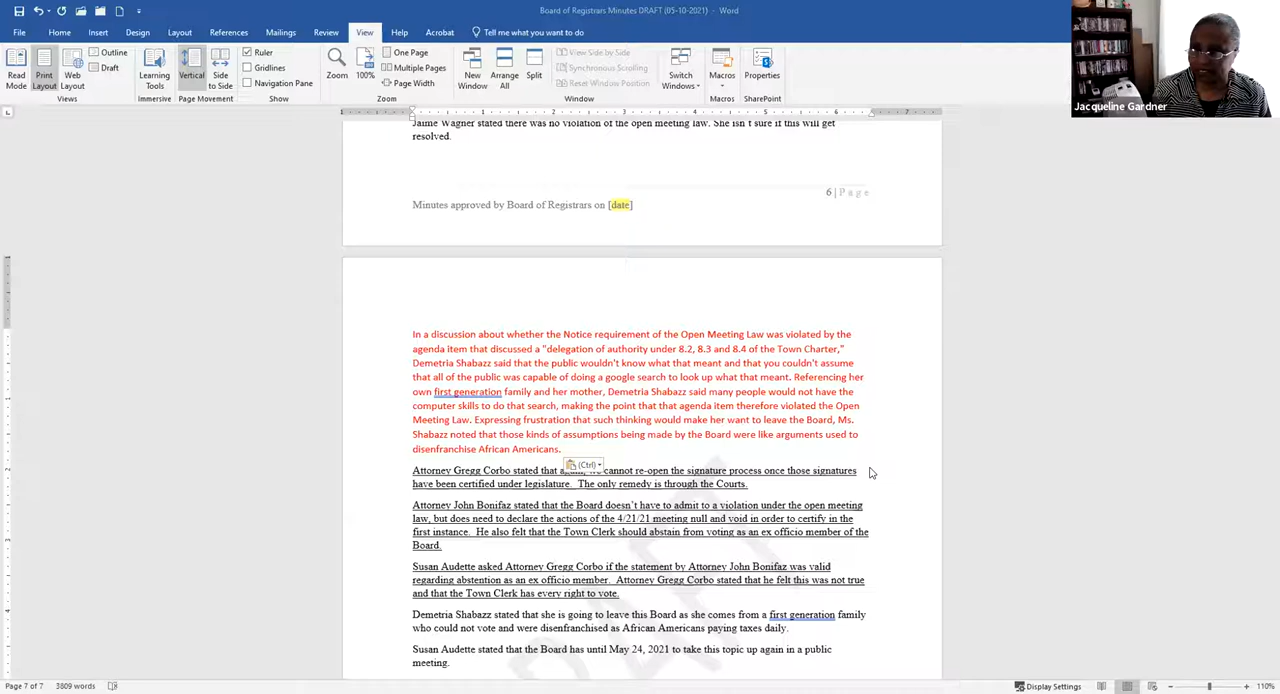 Board of Registrars Minutes DRAFT (05-10-2021) - Word
File Home Insert Design Layout References Mailings Review View Help Acrobat Tell me what you want to do
Read Mode
Print Layout
Web Layout
Outline
Draft
Views
Learning Tools
Immersive
Vertical
Side to Side
Page Movement
Ruler
Gridlines
Navigation Pane
Show
Zoom
100%
One Page
Multiple Pages
Page Width
Zoom
New Window
Arrange All
Split
View Side by Side
Synchronous Scrolling
Reset Window Position
Window
Switch Windows
Macros
Macros
Properties
SharePoint
Jacqueline Gardner
Jaime Wagner stated there was no violation of the open meeting law. She isn't sure if this will get
resolved.
6 | Page
Minutes approved by Board of Registrars on [date]
In a discussion about whether the Notice requirement of the Open Meeting Law was violated by the
agenda item that discussed a "delegation of authority under 8.2, 8.3 and 8.4 of the Town Charter,"
Demetria Shabazz said that the public wouldn't know what that meant and that you couldn't assume
that all of the public was capable of doing a google search to look up what that meant. Referencing her
own first generation family and her mother, Demetria Shabazz said many people would not have the
computer skills to do that search, making the point that that agenda item therefore violated the Open
Meeting Law. Expressing frustration that such thinking would make her want to leave the Board, Ms.
Shabazz noted that those kinds of assumptions being made by the Board were like arguments used to
disenfranchise African Americans.
(Ctrl)
Attorney Gregg Corbo stated that again, we cannot re-open the signature process once those signatures
have been certified under legislature. The only remedy is through the Courts.
Attorney John Bonifaz stated that the Board doesn't have to admit to a violation under the open meeting
law, but does need to declare the actions of the 4/21/21 meeting null and void in order to certify in the
first instance. He also felt that the Town Clerk should abstain from voting as an ex officio member of the
Board.
Susan Audette asked Attorney Gregg Corbo if the statement by Attorney John Bonifaz was valid
regarding abstention as an ex officio member. Attorney Gregg Corbo stated that he felt this was not true
and that the Town Clerk has every right to vote.
Demetria Shabazz stated that she is going to leave this Board as she comes from a first generation family
who could not vote and were disenfranchised as African Americans paying taxes daily.
Susan Audette stated that the Board has until May 24, 2021 to take this topic up again in a public
meeting.
DRAFT
Page 7 of 7 3809 words
Display Settings
110%